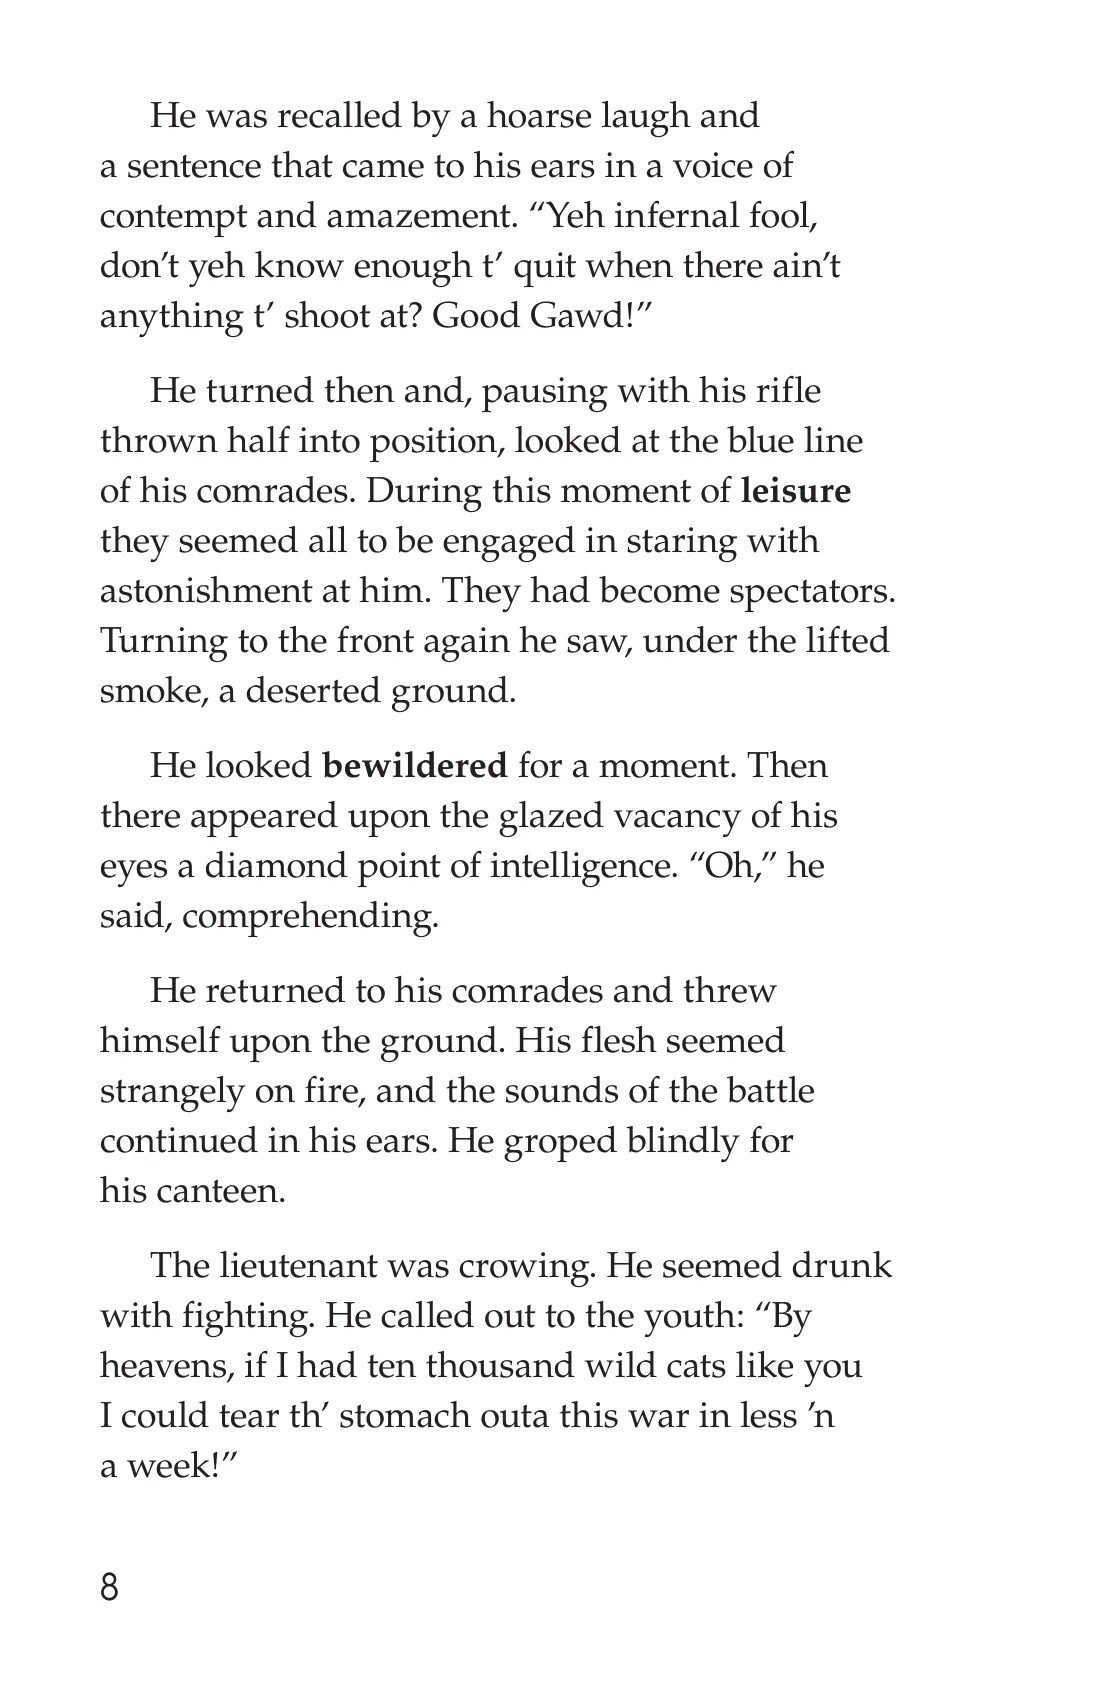 He was recalled by a hoarse laugh and
a sentence that came to his ears in a voice of
contempt and amazement. “Yeh infernal fool,
don’t yeh know enough t’ quit when there ain’t
anything t’ shoot at? Good Gawd!”
He turned then and, pausing with his rifle
thrown half into position, looked at the blue line
of his comrades. During this moment of leisure
they seemed all to be engaged in staring with
astonishment at him. They had become spectators.
Turning to the front again he saw, under the lifted
smoke, a deserted ground.
He looked bewildered for a moment. Then
there appeared upon the glazed vacancy of his
eyes a diamond point of intelligence. “Oh,” he
said, comprehending.
He returned to his comrades and threw
himself upon the ground. His flesh seemed
strangely on fire, and the sounds of the battle
continued in his ears. He groped blindly for
his canteen.
The lieutenant was crowing. He seemed drunk
with fighting. He called out to the youth: “By
heavens, if I had ten thousand wild cats like you
I could tear th’ stomach outa this war in less ’n
a week!”
8